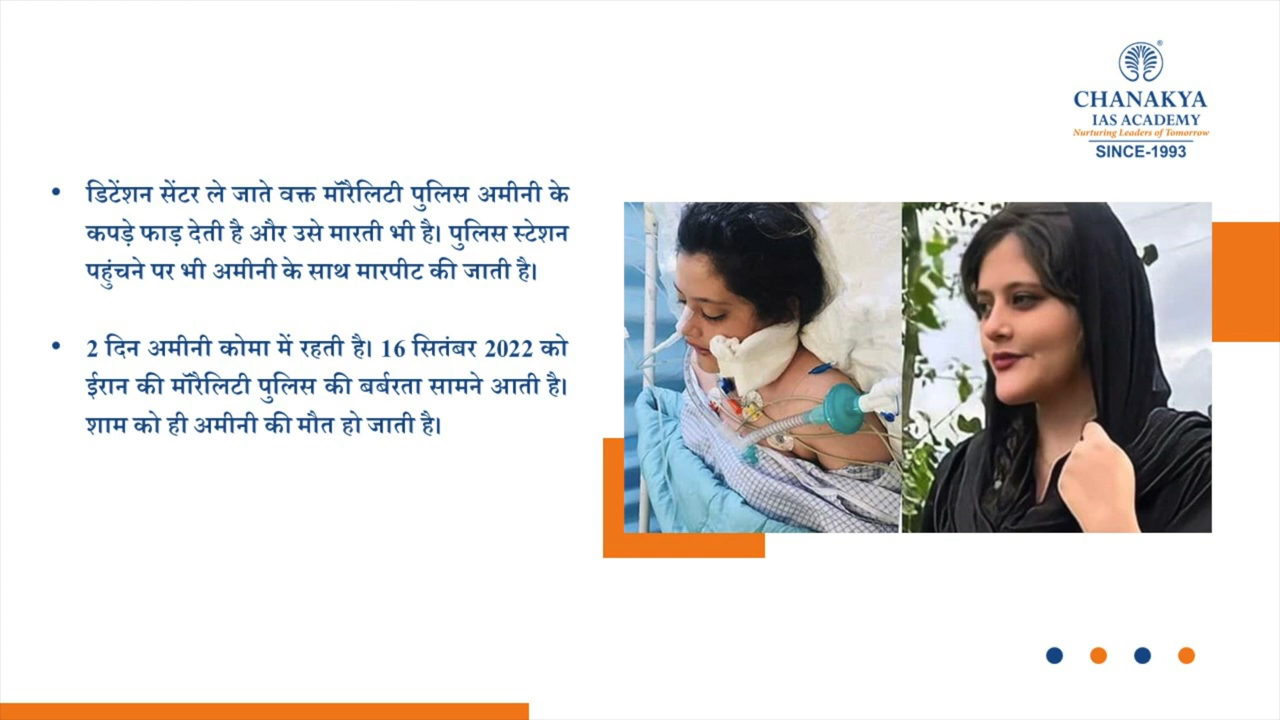 CHANAKYA
IAS ACADEMY
Nurturing Leaders of Tomorrow
SINCE-1993
• डिटेंशन सेंटर ले जाते वक्त मॉरैलिटी पुलिस अमीनी के
कपड़े फाड़ देती है और उसे मारती भी है। पुलिस स्टेशन
पहुंचने पर भी अमीनी के साथ मारपीट की जाती है।
• 2 दिन अमीनी कोमा में रहती है। 16 सितंबर 2022 को
ईरान की मॉरैलिटी पुलिस की बर्बरता सामने आती है।
शाम को ही अमीनी की मौत हो जाती है।